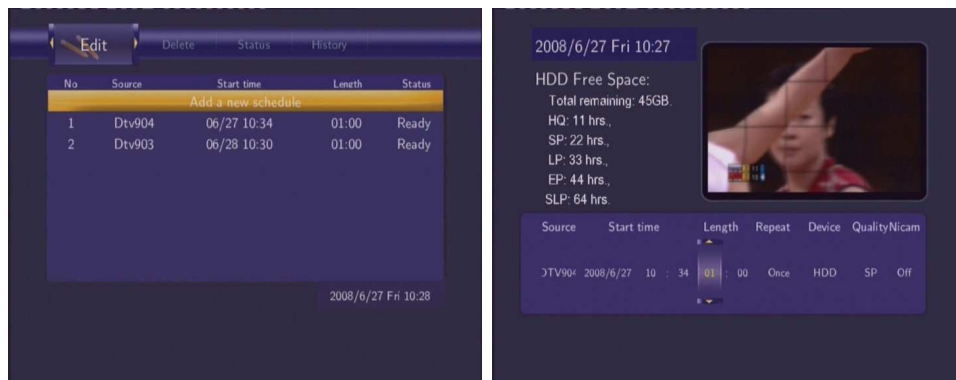 Edit Delete Status History
No Source Start time Length Status
Add a new schedule
1 Dtv904 06/27 10:34 01:00 Ready
2 Dtv903 06/28 10:30 01:00 Ready
2008/6/27 Fri 10:28
2008/6/27 Fri 10:27
HDD Free Space:
Total remaining: 45GB.
HQ: 11 hrs.,
SP: 22 hrs.,
LP: 33 hrs.,
EP: 44 hrs.,
SLP: 64 hrs.
Source Start time Length Repeat Device Quality Nicam
DTV904 2008/6/27 10 : 34 01 : 00 Once HDD SP Off